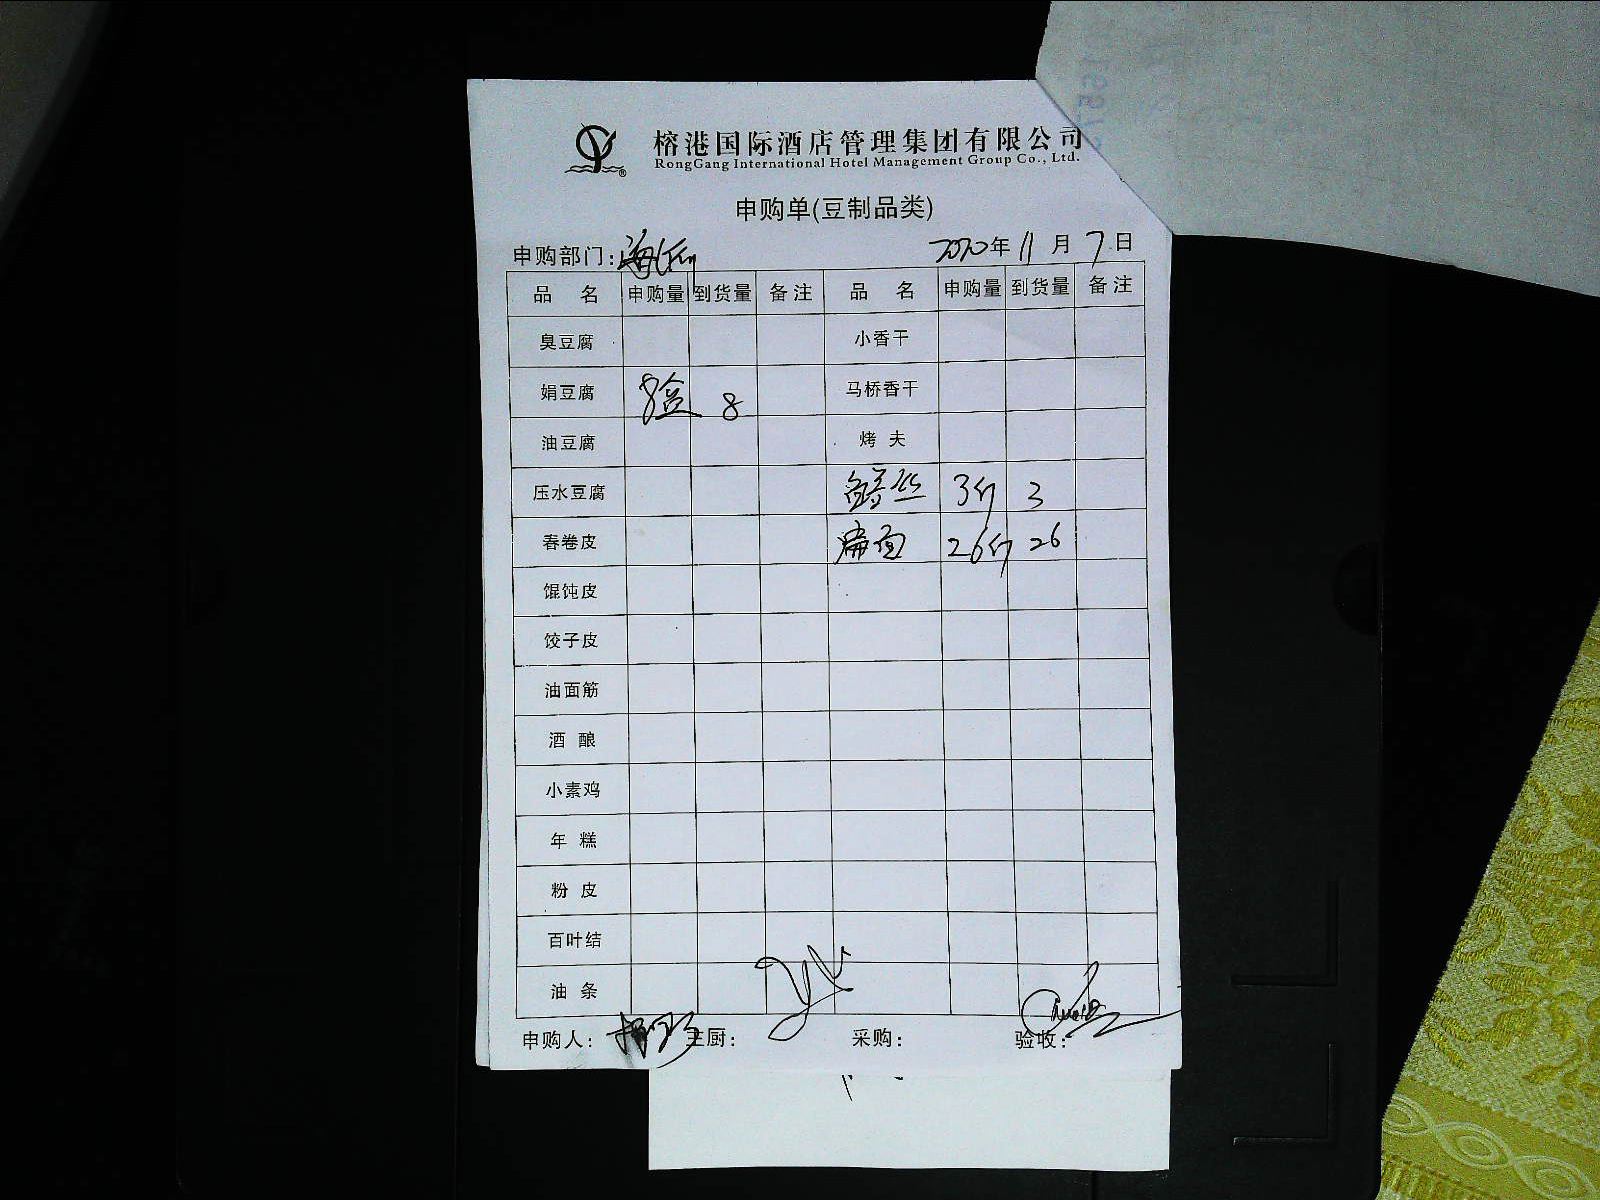 榕港国际酒店管理集团有限公司
RongGang International Hotel Management Group Co., Ltd.
申购单(豆制品类)
申购部门: 2020年 11 月 7 日
品 名 申购量 到货量 备注 品 名 申购量 到货量 备注
臭豆腐 小香干
娟豆腐 8盒 8 马桥香干
油豆腐 烤 夫
压水豆腐 3斤 3
春卷皮 扁面 26斤 26
馄饨皮
饺子皮
油面筋
酒 酿
小素鸡
年 糕
粉 皮
百叶结
油 条
申购人: 主厨: 采购: 验收: